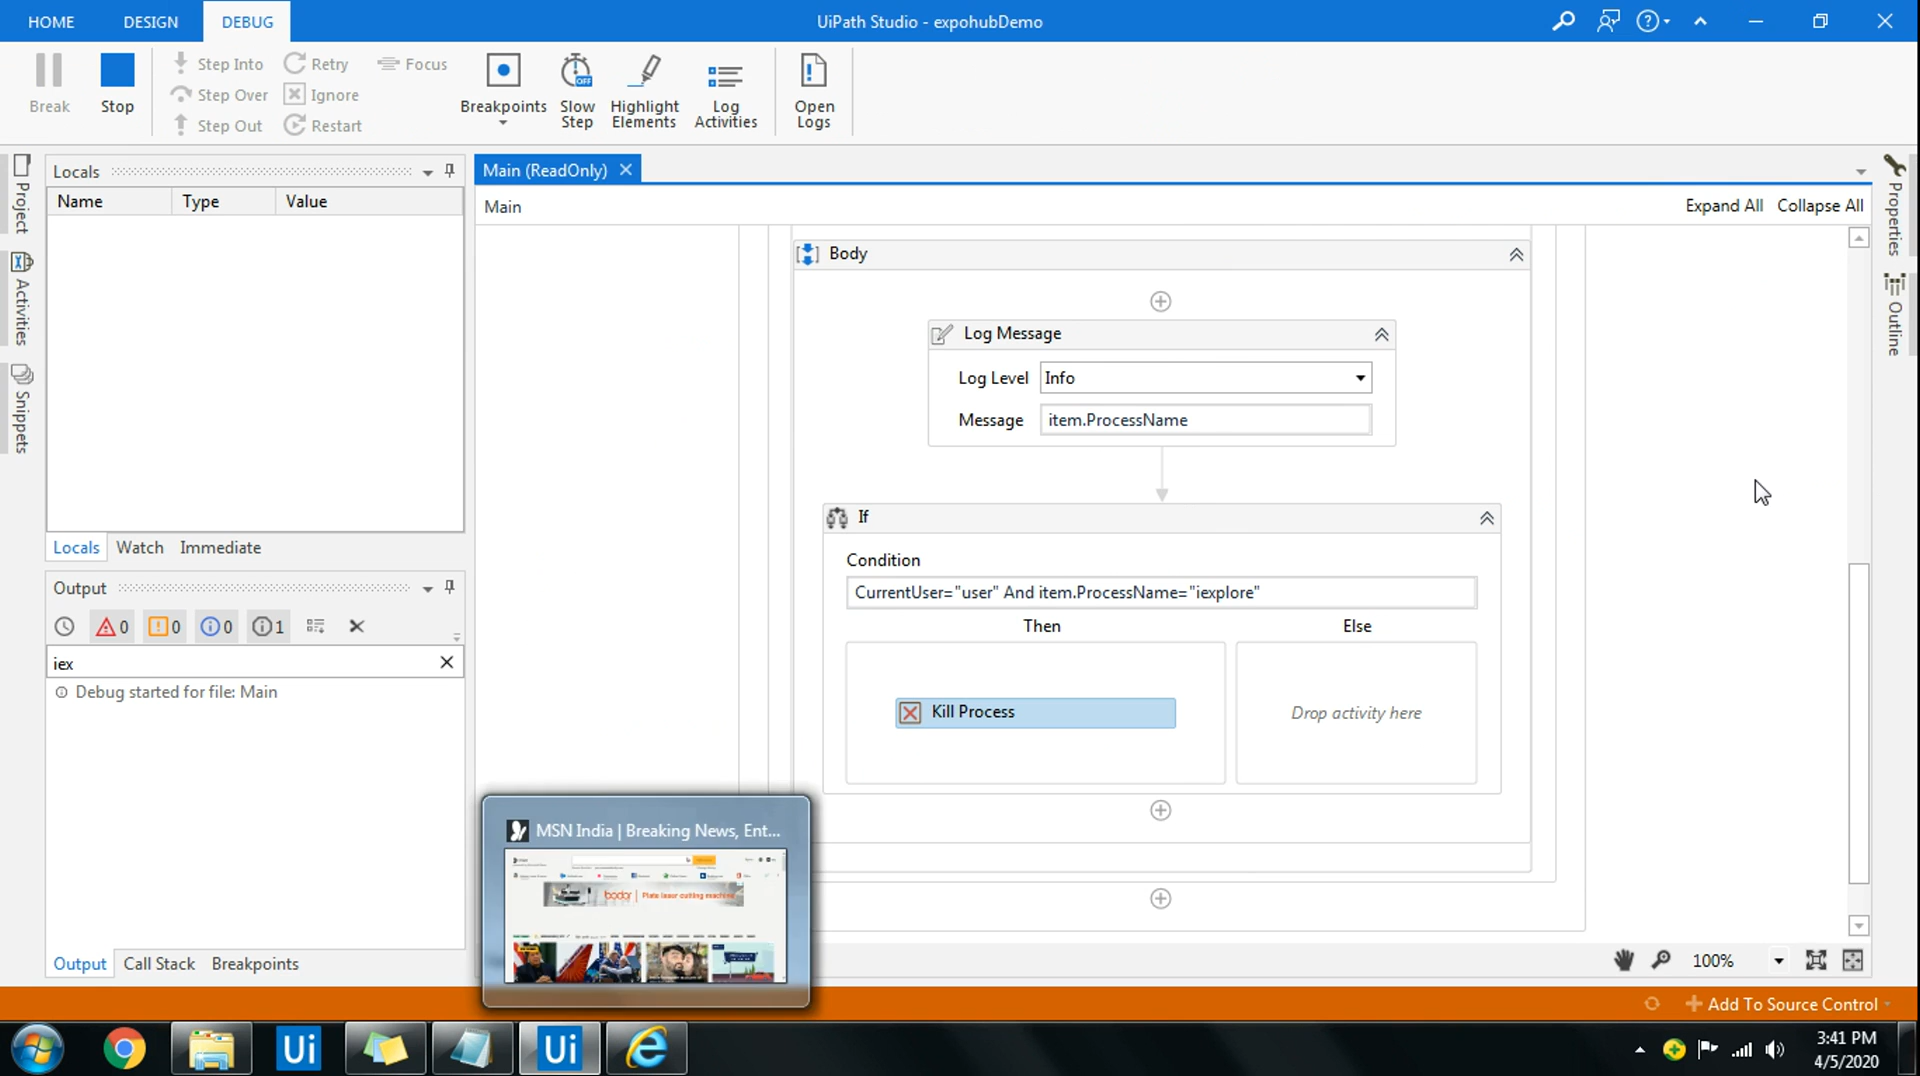 HOME DESIGN DEBUG UiPath Studio - expohubDemo
Break Stop
Step Into Retry Focus
Step Over Ignore
Step Out Restart
Breakpoints
Slow Step
Highlight Elements
Log Activities
Open Logs
Project
Activities
Snippets
Locals
Name Type Value
Locals Watch Immediate
Output
0 0 0 1
iex
Debug started for file: Main
Output Call Stack Breakpoints
Main (ReadOnly)
Main Expand All Collapse All
Body
Log Message
Log Level Info
Message item.ProcessName
If
Condition
CurrentUser="user" And item.ProcessName="iexplore"
Then Else
Kill Process Drop activity here
MSN India | Breaking News, Ent...
bodor | Plate laser cutting machine
Properties
Outline
100%
Add To Source Control
Ui Ui
3:41 PM
4/5/2020